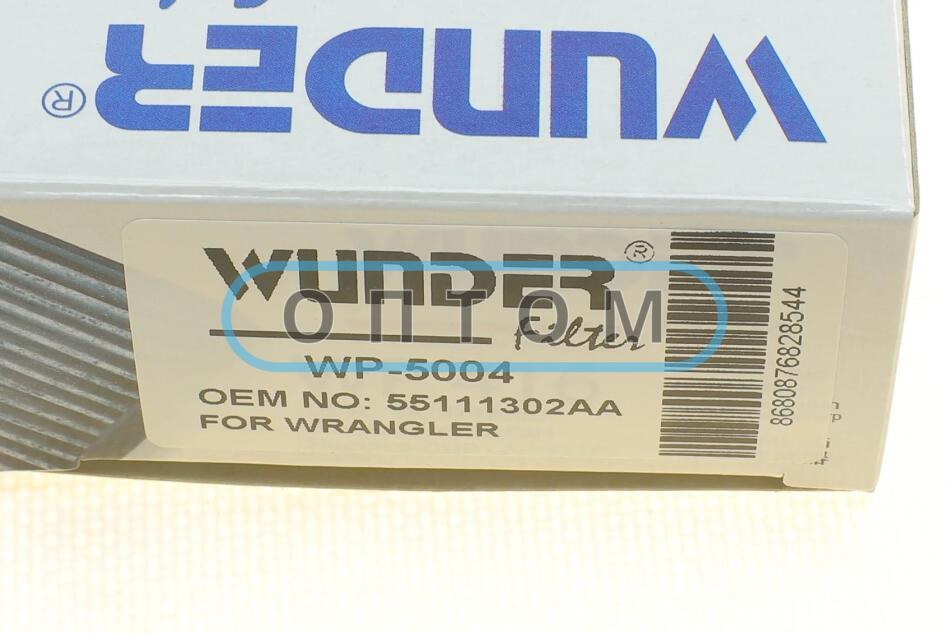 WUNDER®
WUNDER®
Filter
ОПТОМ
WP-5004
OEM NO: 55111302AA
FOR WRANGLER
8680876828544